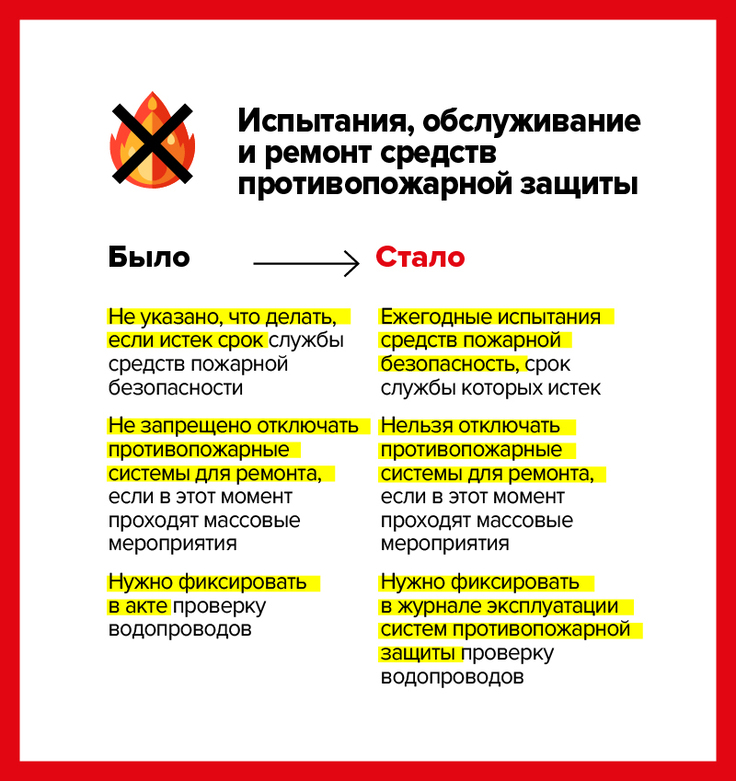 Испытания, обслуживание
и ремонт средств
противопожарной защиты
Было
Стало
Не указано, что делать,
если истек срок службы
средств пожарной
безопасности
Ежегодные испытания
средств пожарной
безопасность, срок
службы которых истек
Не запрещено отключать
противопожарные
системы для ремонта,
если в этот момент
проходят массовые
мероприятия
Нельзя отключать
противопожарные
системы для ремонта,
если в этот момент
проходят массовые
мероприятия
Нужно фиксировать
в акте проверку
водопроводов
Нужно фиксировать
в журнале эксплуатации
систем противопожарной
защиты проверку
водопроводов